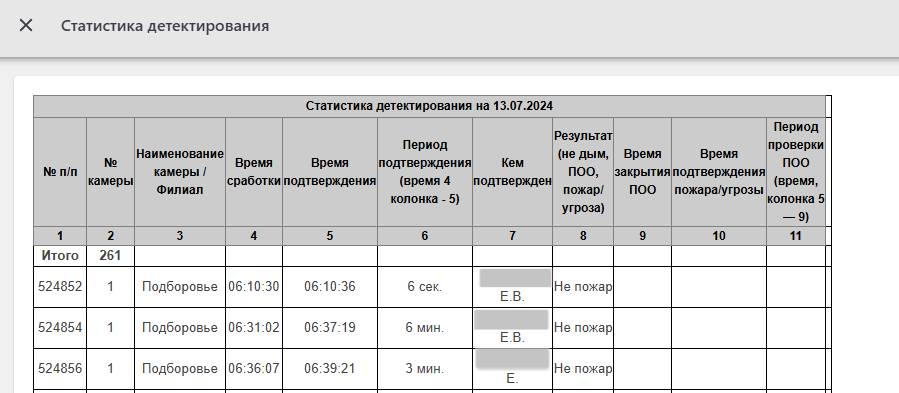 Статистика детектирования
Статистика детектирования на 13.07.2024
№ п/п
№
камеры
Наименование
камеры /
Филиал
Время
сработки
Время
подтверждения
Период
подтверждения
(время 4
колонка - 5)
Кем
подтвержден
Результат
(не дым,
ПОО,
пожар/
угроза)
Время
закрытия
ПОО
Время
подтверждения
пожара/угрозы
Период
проверки
ПОО
(время,
колонка 5
— 9)
1 2 3 4 5 6 7 8 9 10 11
Итого 261
524852 1 Подборовье 06:10:30 06:10:36 6 сек. Е.В. Не пожар
524854 1 Подборовье 06:31:02 06:37:19 6 мин. Е.В. Не пожар
524856 1 Подборовье 06:36:07 06:39:21 3 мин. Е. Не пожар